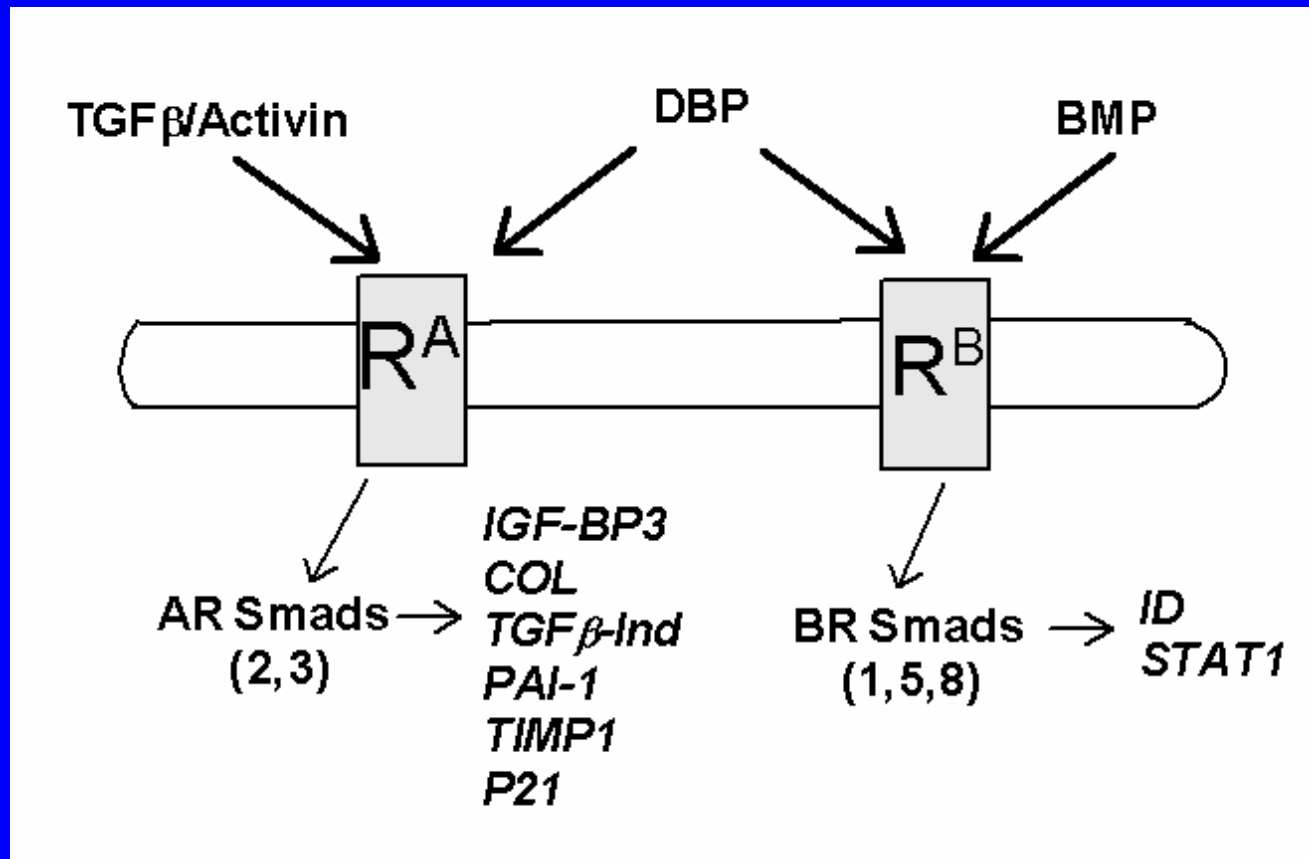 TGFβ/Activin
DBP
BMP
R^A
R^B
AR Smads
(2,3)
IGF-BP3
COL
TGFβ-Ind
PAI-1
TIMP1
P21
BR Smads
(1,5,8)
ID
STAT1